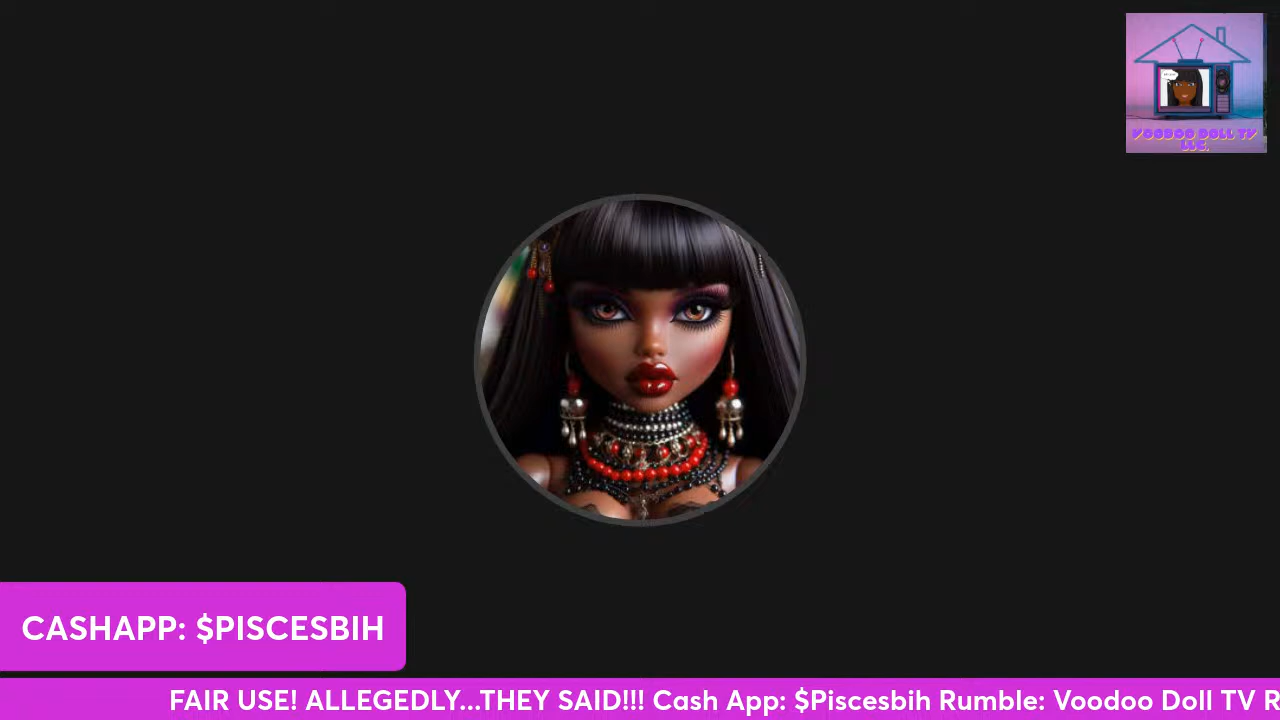 VOODOO DOLL TV
LLC.
CASHAPP: $PISCESBIH
FAIR USE! ALLEGEDLY...THEY SAID!!! Cash App: $Piscesbih Rumble: Voodoo Doll TV R